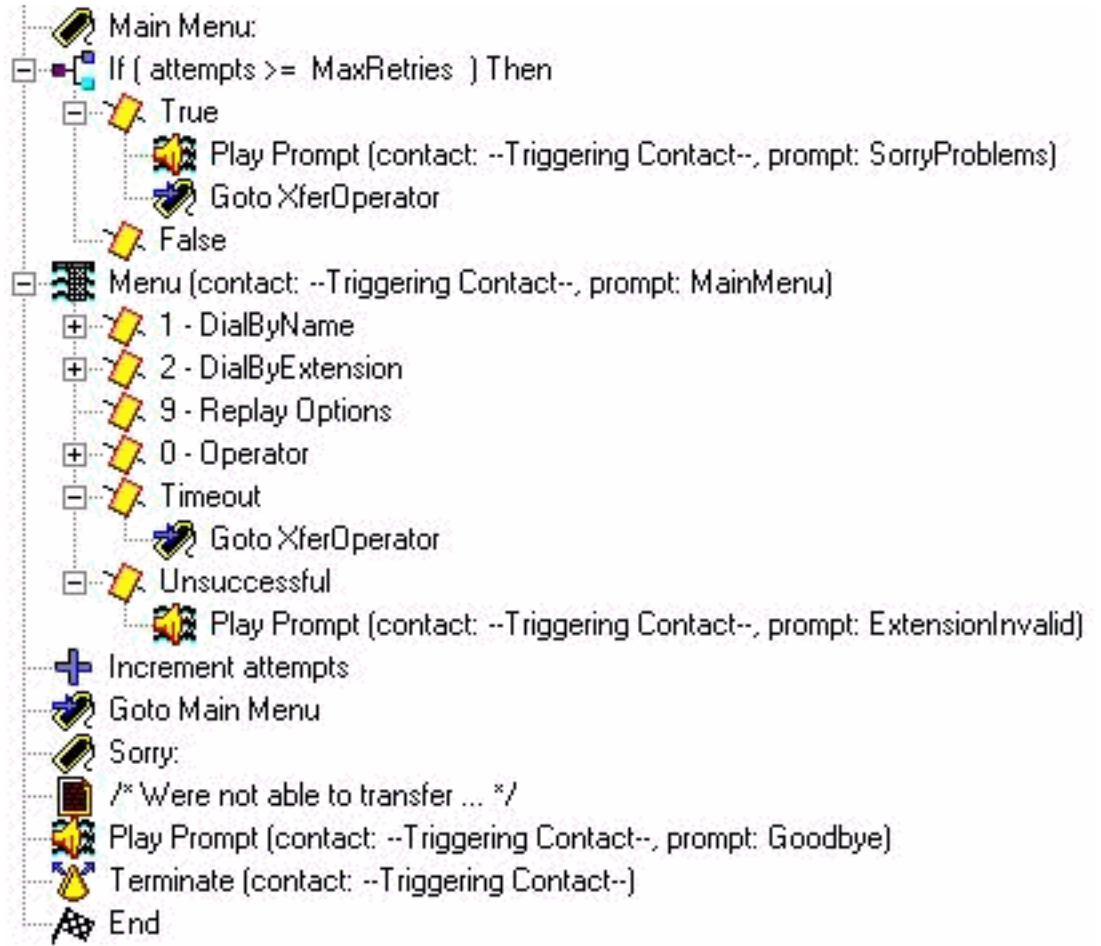 Main Menu:
If ( attempts >= MaxRetries ) Then
True
Play Prompt (contact: --Triggering Contact--, prompt: SorryProblems)
Goto XferOperator
False
Menu (contact: --Triggering Contact--, prompt: MainMenu)
1 - DialByName
2 - DialByExtension
9 - Replay Options
0 - Operator
Timeout
Goto XferOperator
Unsuccessful
Play Prompt (contact: --Triggering Contact--, prompt: ExtensionInvalid)
Increment attempts
Goto Main Menu
Sorry:
/* Were not able to transfer ... */
Play Prompt (contact: --Triggering Contact--, prompt: Goodbye)
Terminate (contact: --Triggering Contact--)
End